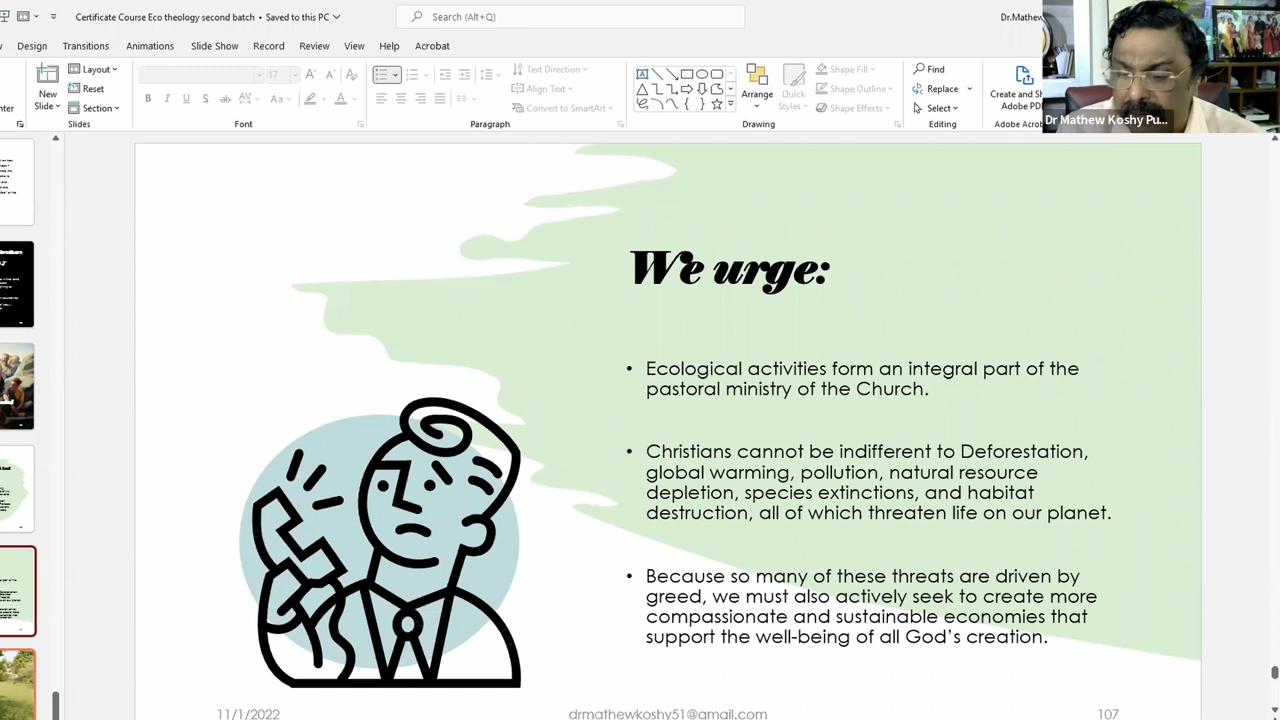 Certificate Course Eco theology second batch • Saved to this PC
Search (Alt+Q)
Dr.Mathew
Design Transitions Animations Slide Show Record Review View Help Acrobat
New Slide
Layout
Reset
Section
Slides
17
Font
Paragraph
Text Direction
Align Text
Convert to SmartArt
Arrange
Quick Styles
Shape Fill
Shape Outline
Shape Effects
Drawing
Find
Replace
Select
Editing
Create and Sh
Adobe PD
Adobe Acrob
Dr Mathew Koshy Pu...
We urge:
• Ecological activities form an integral part of the
pastoral ministry of the Church.
• Christians cannot be indifferent to Deforestation,
global warming, pollution, natural resource
depletion, species extinctions, and habitat
destruction, all of which threaten life on our planet.
• Because so many of these threats are driven by
greed, we must also actively seek to create more
compassionate and sustainable economies that
support the well-being of all God's creation.
11/1/2022 drmathewkoshy51@gmail.com 107